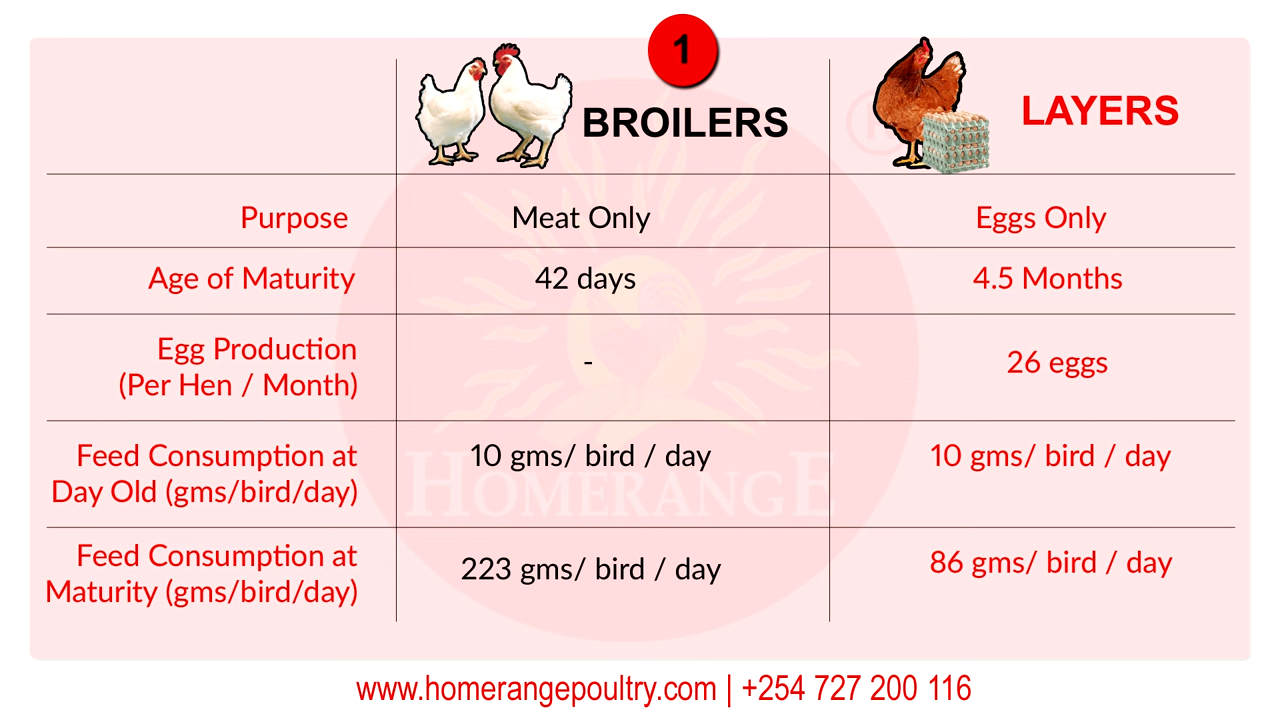 1
BROILERS
LAYERS
Purpose
Meat Only
Eggs Only
Age of Maturity
42 days
4.5 Months
Egg Production
(Per Hen / Month)
-
26 eggs
Feed Consumption at
Day Old (gms/bird/day)
10 gms/ bird / day
10 gms/ bird / day
Feed Consumption at
Maturity (gms/bird/day)
223 gms/ bird / day
86 gms/ bird / day
HOMERANGE
®
www.homerangepoultry.com | +254 727 200 116